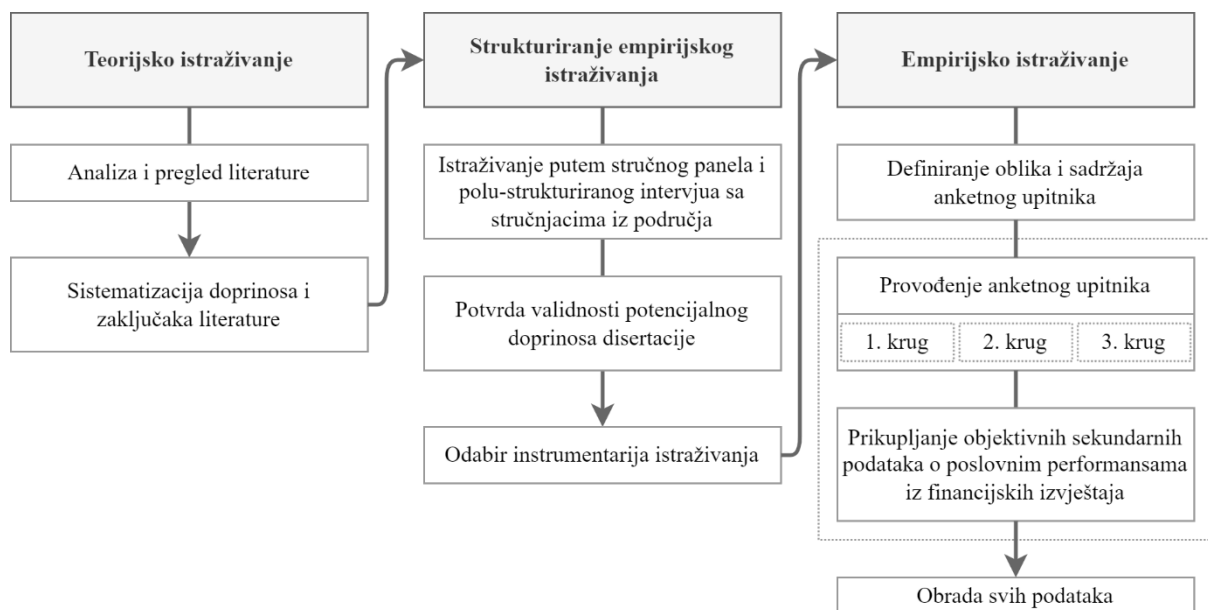 Teorijsko istraživanje
Analiza i pregled literature
Sistematizacija doprinosa i
zaključaka literature
Strukturiranje empirijskog
istraživanja
Istraživanje putem stručnog panela i
polu-strukturiranog intervjua sa
stručnjacima iz područja
Potvrda validnosti potencijalnog
doprinosa disertacije
Odabir instrumentarija istraživanja
Empirijsko istraživanje
Definiranje oblika i sadržaja
anketnog upitnika
Provođenje anketnog upitnika
1. krug
2. krug
3. krug
Prikupljanje objektivnih sekundarnih
podataka o poslovnim performansama
iz financijskih izvještaja
Obrada svih podataka